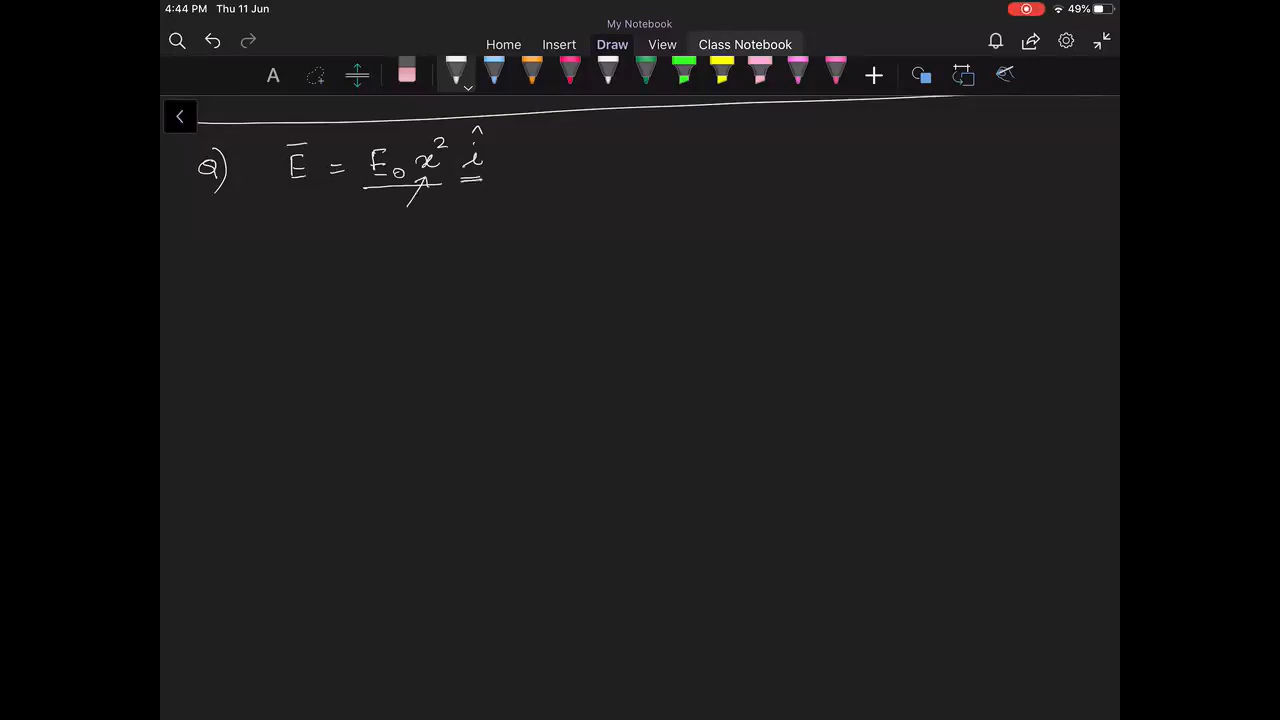 4:44 PM Thu 11 Jun
49%
My Notebook
Home Insert Draw View Class Notebook
A
Q) E̅ = E₀ x² î